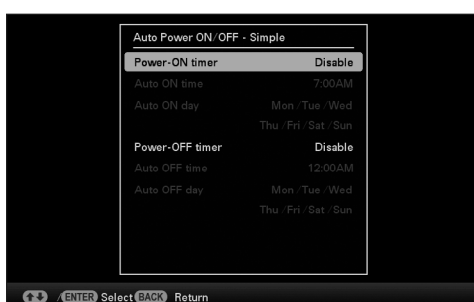 Auto Power ON/OFF - Simple
Power-ON timer Disable
Auto ON time 7:00AM
Auto ON day Mon /Tue /Wed
Thu /Fri /Sat /Sun
Power-OFF timer Disable
Auto OFF time 12:00AM
Auto OFF day Mon /Tue /Wed
Thu /Fri /Sat /Sun
/ENTER Select BACK Return